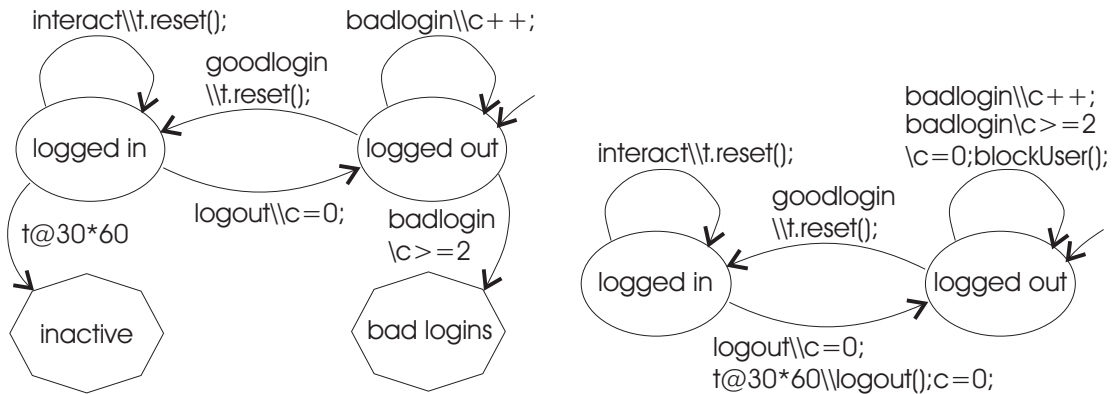 interact\\t.reset();
badlogin\\c++;
goodlogin
\\t.reset();
logged in
logged out
logout\\c=0;
t@30*60
badlogin
\c>=2
inactive
bad logins
badlogin\\c++;
badlogin\c>=2
\c=0;blockUser();
interact\\t.reset();
goodlogin
\\t.reset();
logged in
logged out
logout\\c=0;
t@30*60\\logout();c=0;